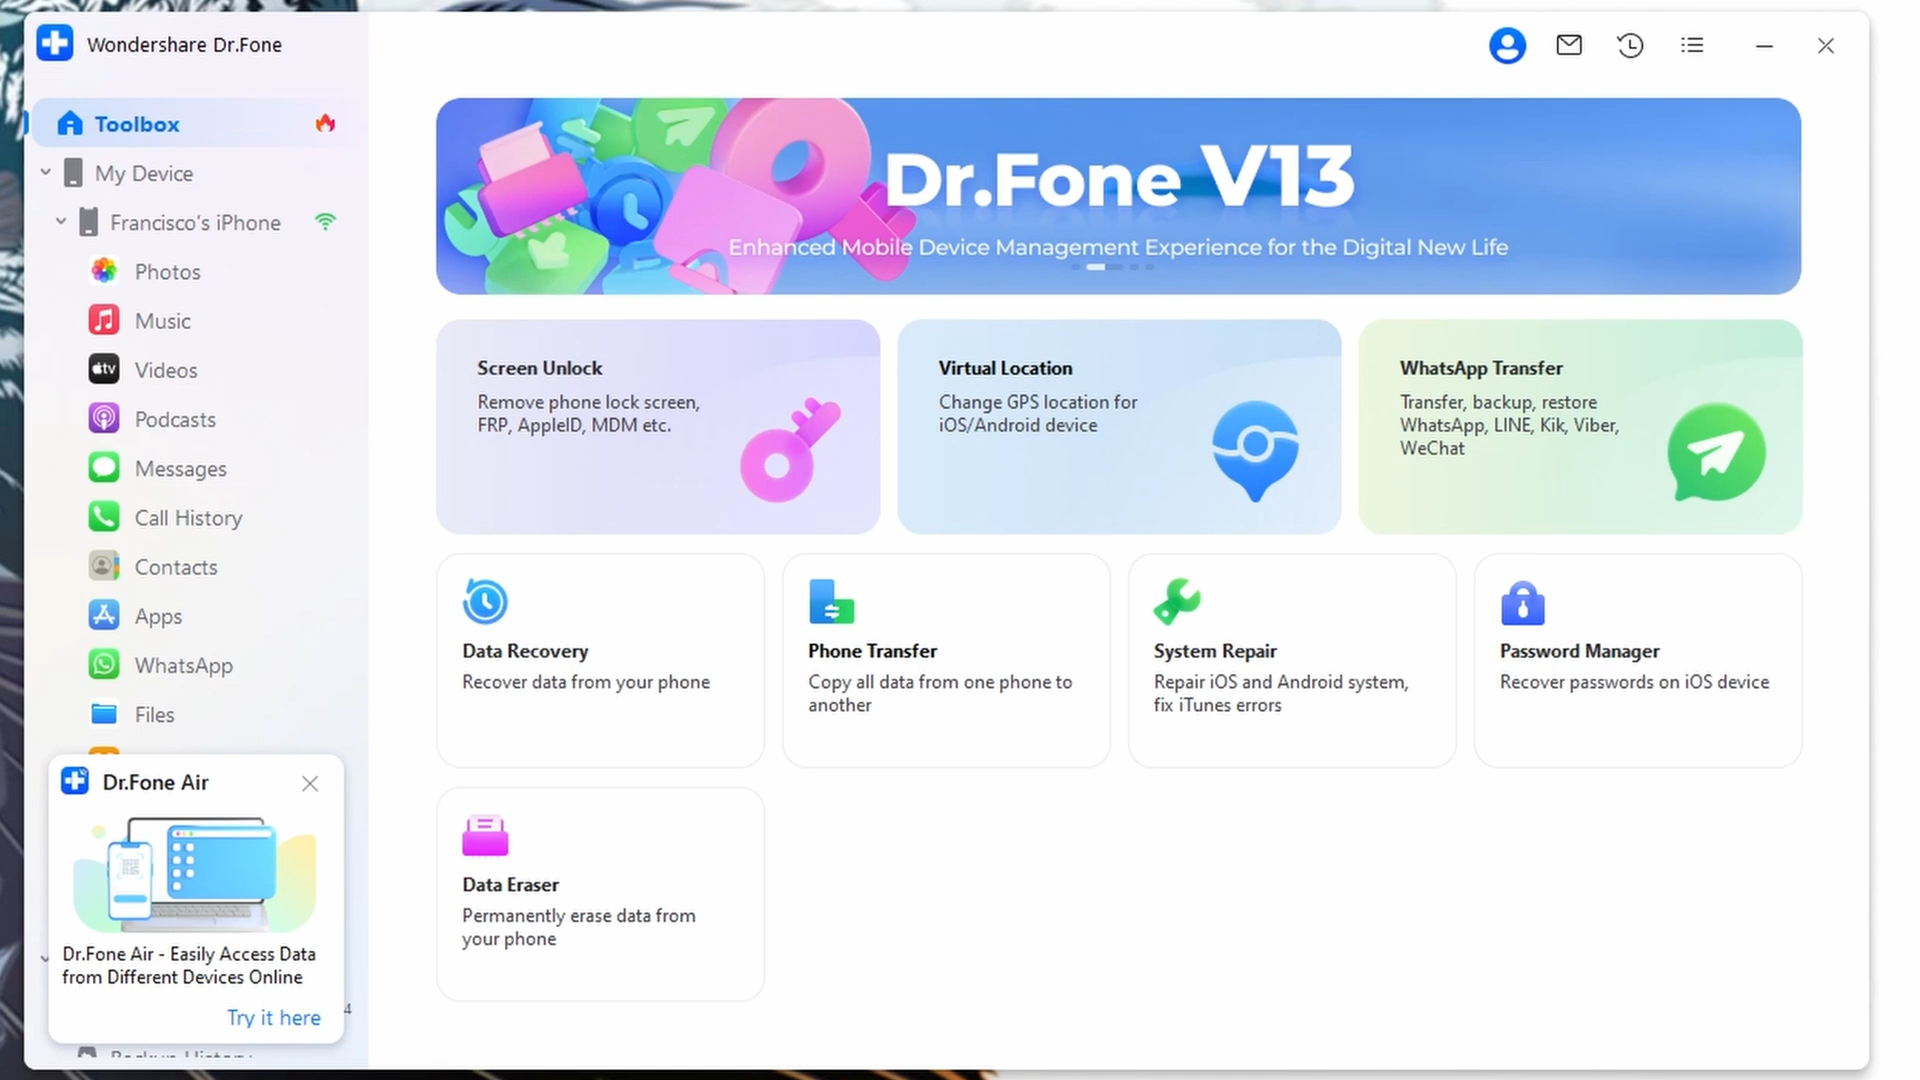 Wondershare Dr.Fone
Toolbox
My Device
Francisco's iPhone
Photos
Music
Videos
Podcasts
Messages
Call History
Contacts
Apps
WhatsApp
Files
Dr.Fone Air
Dr.Fone Air - Easily Access Data
from Different Devices Online
Try it here
4
Backup History
Dr.Fone V13
Enhanced Mobile Device Management Experience for the Digital New Life
Screen Unlock
Remove phone lock screen,
FRP, AppleID, MDM etc.
Virtual Location
Change GPS location for
iOS/Android device
WhatsApp Transfer
Transfer, backup, restore
WhatsApp, LINE, Kik, Viber,
WeChat
Data Recovery
Recover data from your phone
Phone Transfer
Copy all data from one phone to
another
System Repair
Repair iOS and Android system,
fix iTunes errors
Password Manager
Recover passwords on iOS device
Data Eraser
Permanently erase data from
your phone
tv